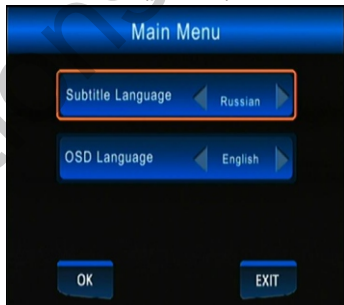 Main Menu
Subtitle Language Russian
OSD Language English
OK EXIT